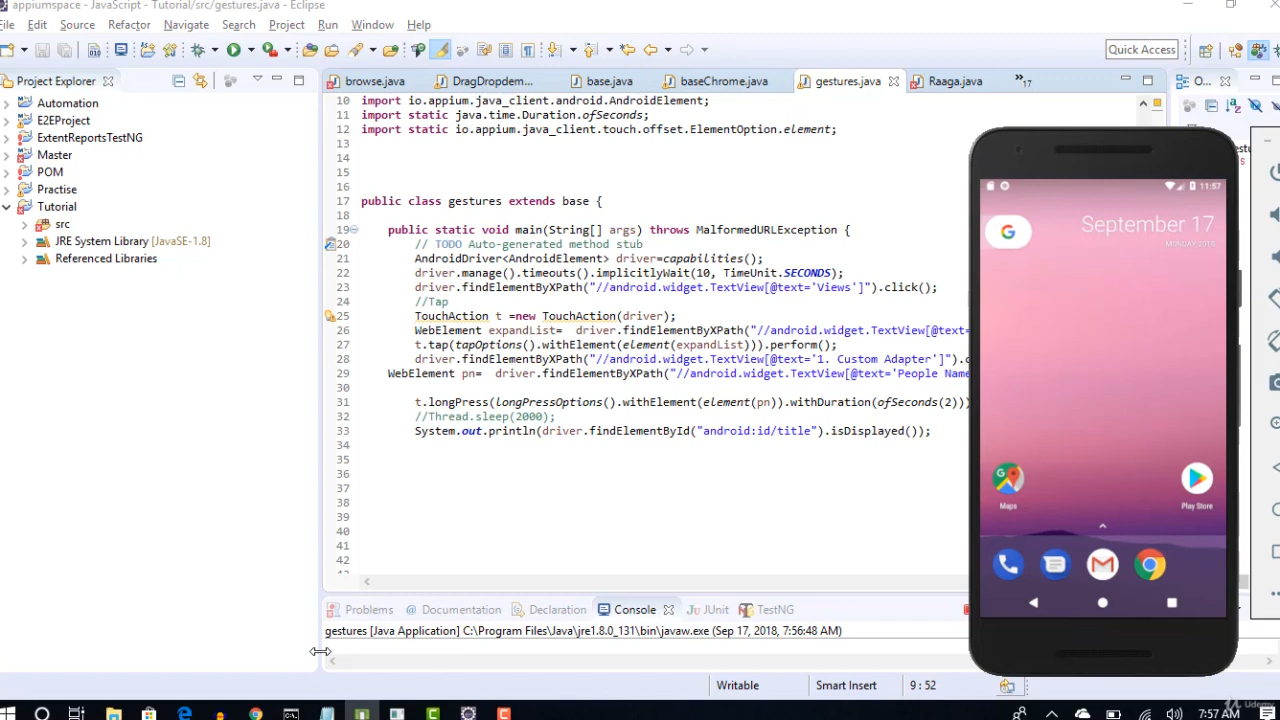 appiumspace - JavaScript - Tutorial/src/gestures.java - Eclipse
File Edit Source Refactor Navigate Search Project Run Window Help
Quick Access
Project Explorer
browse.java DragDropdem... base.java baseChrome.java gestures.java Raaga.java »17
O...
Automation
E2EProject
ExtentReportsTestNG
Master
POM
Practise
Tutorial
src
JRE System Library [JavaSE-1.8]
Referenced Libraries
10 import io.appium.java_client.android.AndroidElement;
11 import static java.time.Duration.ofSeconds;
12 import static io.appium.java_client.touch.offset.ElementOption.element;
13
14
15
16
17 public class gestures extends base {
18
19 public static void main(String[] args) throws MalformedURLException {
20 // TODO Auto-generated method stub
21 AndroidDriver<AndroidElement> driver=capabilities();
22 driver.manage().timeouts().implicitlyWait(10, TimeUnit.SECONDS);
23 driver.findElementByXPath("//android.widget.TextView[@text='Views']").click();
24 //Tap
25 TouchAction t =new TouchAction(driver);
26 WebElement expandList= driver.findElementByXPath("//android.widget.TextView[@text=
27 t.tap(tapOptions().withElement(element(expandList))).perform();
28 driver.findElementByXPath("//android.widget.TextView[@text='1. Custom Adapter']").c
29 WebElement pn= driver.findElementByXPath("//android.widget.TextView[@text='People Name
30
31 t.longPress(longPressOptions().withElement(element(pn)).withDuration(ofSeconds(2)))
32 //Thread.sleep(2000);
33 System.out.println(driver.findElementById("android:id/title").isDisplayed());
34
35
36
37
38
39
40
41
42
11:57
G
September 17
MONDAY, 2018
Maps
Play Store
Problems @ Documentation Declaration Console JUnit TestNG
gestures [Java Application] C:\Program Files\Java\jre1.8.0_131\bin\javaw.exe (Sep 17, 2018, 7:56:48 AM)
Writable Smart Insert 9 : 52
Udemy
7:57 AM